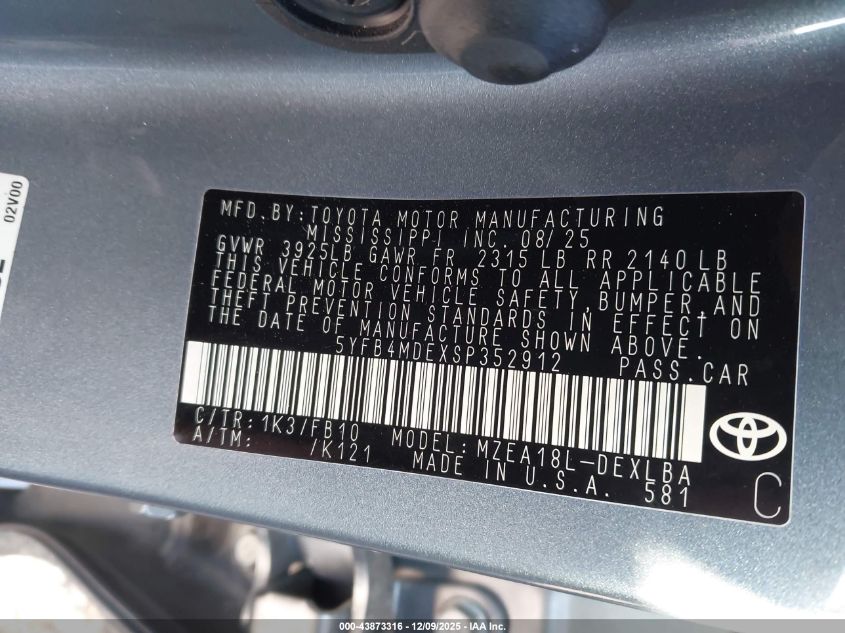 02V00
MFD.BY:TOYOTA MOTOR MANUFACTURING
MISSISSIPPI INC. 08/25
GVWR 3925LB GAWR FR 2315 LB RR 2140 LB
THIS VEHICLE CONFORMS TO ALL APPLICABLE
FEDERAL MOTOR VEHICLE SAFETY,BUMPER,AND
THEFT PREVENTION STANDARDS IN EFFECT ON
THE DATE OF MANUFACTURE SHOWN ABOVE.
5YFB4MDEXSP352912 PASS.CAR
C/TR:1K3/FB10 MODEL:MZEA18L-DEXLBA
A/TM: /K121 MADE IN U.S.A. 581
C
000-43873316 - 12/09/2025 - IAA Inc.